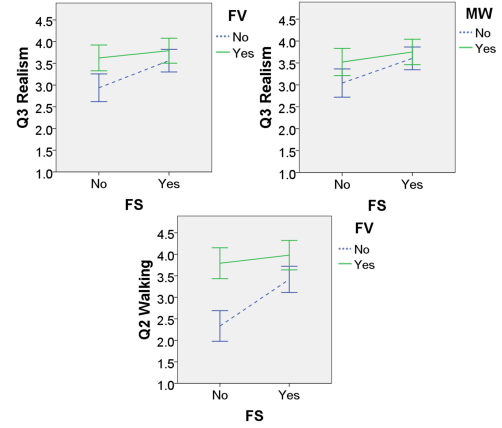 FV
No
Yes
4.5
4.0
3.5
3.0
2.5
2.0
1.5
1.0
Q3 Realism
No Yes
FS
MW
No
Yes
4.5
4.0
3.5
3.0
2.5
2.0
1.5
1.0
Q3 Realism
No Yes
FS
FV
No
Yes
4.5
4.0
3.5
3.0
2.5
2.0
1.5
1.0
Q2 Walking
No Yes
FS